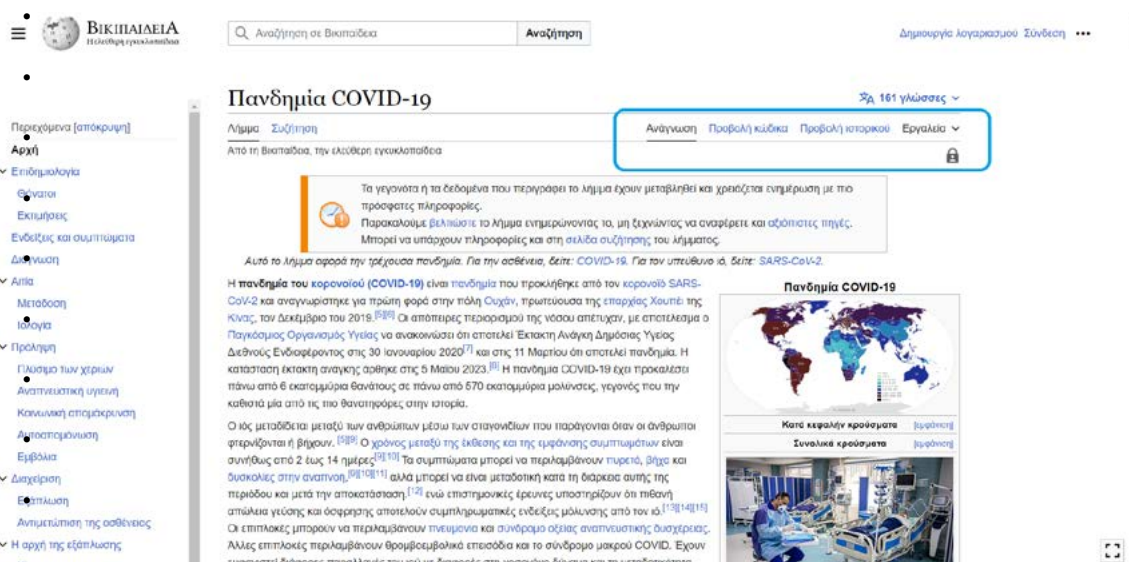 ΒΙΚΙΠΑΙΔΕΙΑ
Η ελεύθερη εγκυκλοπαίδεια
Αναζήτηση σε Βικιπαίδεια
Αναζήτηση
Δημιουργία λογαριασμού Σύνδεση
Πανδημία COVID-19
161 γλώσσες
Λήμμα Συζήτηση
Ανάγνωση Προβολή κώδικα Προβολή ιστορικού Εργαλεία
Από τη Βικιπαίδεια, την ελεύθερη εγκυκλοπαίδεια
Περιεχόμενα [απόκρυψη]
Αρχή
Επιδημιολογία
Θάνατοι
Εκτιμήσεις
Ενδείξεις και συμπτώματα
Διάγνωση
Αιτία
Μετάδοση
Ιολογία
Πρόληψη
Πλύσιμο των χεριών
Αναπνευστική υγιεινή
Κοινωνική απομάκρυνση
Αυτοαπομόνωση
Εμβόλια
Διαχείριση
Εξάπλωση
Αντιμετώπιση της ασθένειας
Η αρχή της εξάπλωσης
Τα γεγονότα ή τα δεδομένα που περιγράφει το λήμμα έχουν μεταβληθεί και χρειάζεται ενημέρωση με πιο
πρόσφατες πληροφορίες.
Παρακαλούμε βελτιώστε το λήμμα ενημερώνοντάς το, μη ξεχνώντας να αναφέρετε και αξιόπιστες πηγές.
Μπορεί να υπάρχουν πληροφορίες και στη σελίδα συζήτησης του λήμματος.
Αυτό το λήμμα αφορά την τρέχουσα πανδημία. Για την ασθένεια, δείτε: COVID-19. Για τον υπεύθυνο ιό, δείτε: SARS-CoV-2.
Η πανδημία του κορονοϊού (COVID-19) είναι πανδημία που προκλήθηκε από τον κορονοϊό SARS-
CoV-2 και αναγνωρίστηκε για πρώτη φορά στην πόλη Ουχάν, πρωτεύουσα της επαρχίας Χουπέι της
Κίνας, τον Δεκέμβριο του 2019.[5][6] Οι απόπειρες περιορισμού της νόσου απέτυχαν, με αποτέλεσμα ο
Παγκόσμιος Οργανισμός Υγείας να ανακοινώσει ότι αποτελεί Έκτακτη Ανάγκη Δημόσιας Υγείας
Διεθνούς Ενδιαφέροντος στις 30 Ιανουαρίου 2020[7] και στις 11 Μαρτίου ότι αποτελεί πανδημία. Η
κατάσταση έκτακτη αναγκης άρθηκε στις 5 Μαΐου 2023.[8] Η πανδημία COVID-19 έχει προκαλέσει
πάνω από 6 εκατομμύρια θανάτους σε πάνω από 570 εκατομμύρια μολύνσεις, γεγονός που την
καθιστά μία από τις πιο θανατηφόρες στην ιστορία.
Ο ιός μεταδίδεται μεταξύ των ανθρώπων μέσω των σταγονιδίων που παράγονται όταν οι άνθρωποι
φτερνίζονται ή βήχουν. [5][9] Ο χρόνος μεταξύ της έκθεσης και της εμφάνισης συμπτωμάτων είναι
συνήθως από 2 έως 14 ημέρες[9][10] Τα συμπτώματα μπορεί να περιλαμβάνουν πυρετό, βήχα και
δυσκολίες στην αναπνοή,[9][10][11] αλλά μπορεί να είναι μεταδοτική κατά τη διάρκεια αυτής της
περιόδου και μετά την αποκατάσταση.[12] ενώ επιστημονικές έρευνες υποστηρίζουν ότι πιθανή
απώλεια γεύσης και όσφρησης αποτελούν συμπληρωματικές ενδείξεις μόλυνσης από τον ιό.[13][14][15]
Οι επιπλοκές μπορούν να περιλαμβάνουν πνευμονία και σύνδρομο οξείας αναπνευστικής δυσχέρειας.
Άλλες επιπλοκές περιλαμβάνουν θρομβοεμβολικά επεισόδια και το σύνδρομο μακρού COVID. Έχουν
Πανδημία COVID-19
Κατά κεφαλήν κρούσματα [εμφάνιση]
Συνολικά κρούσματα [εμφάνιση]